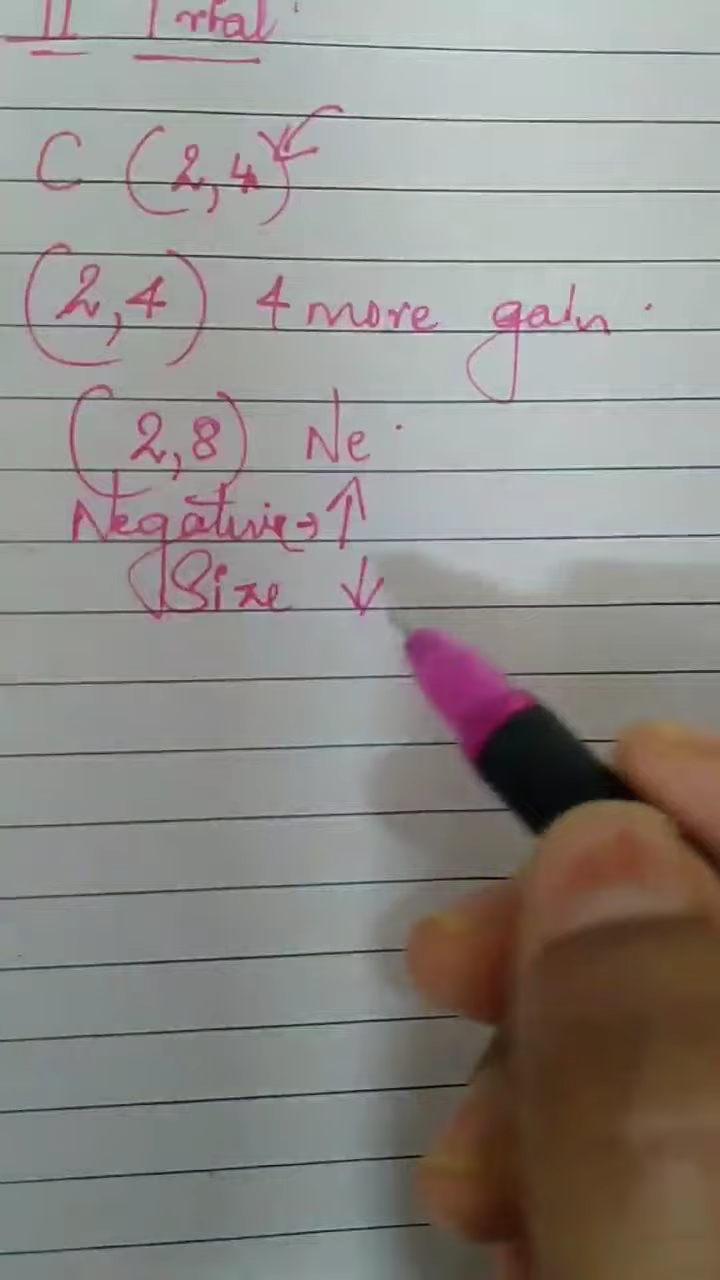 II Trial
C (2,4)
(2,4) 4 more gain.
(2,8) Ne.
Negative → ↑
Size ↓